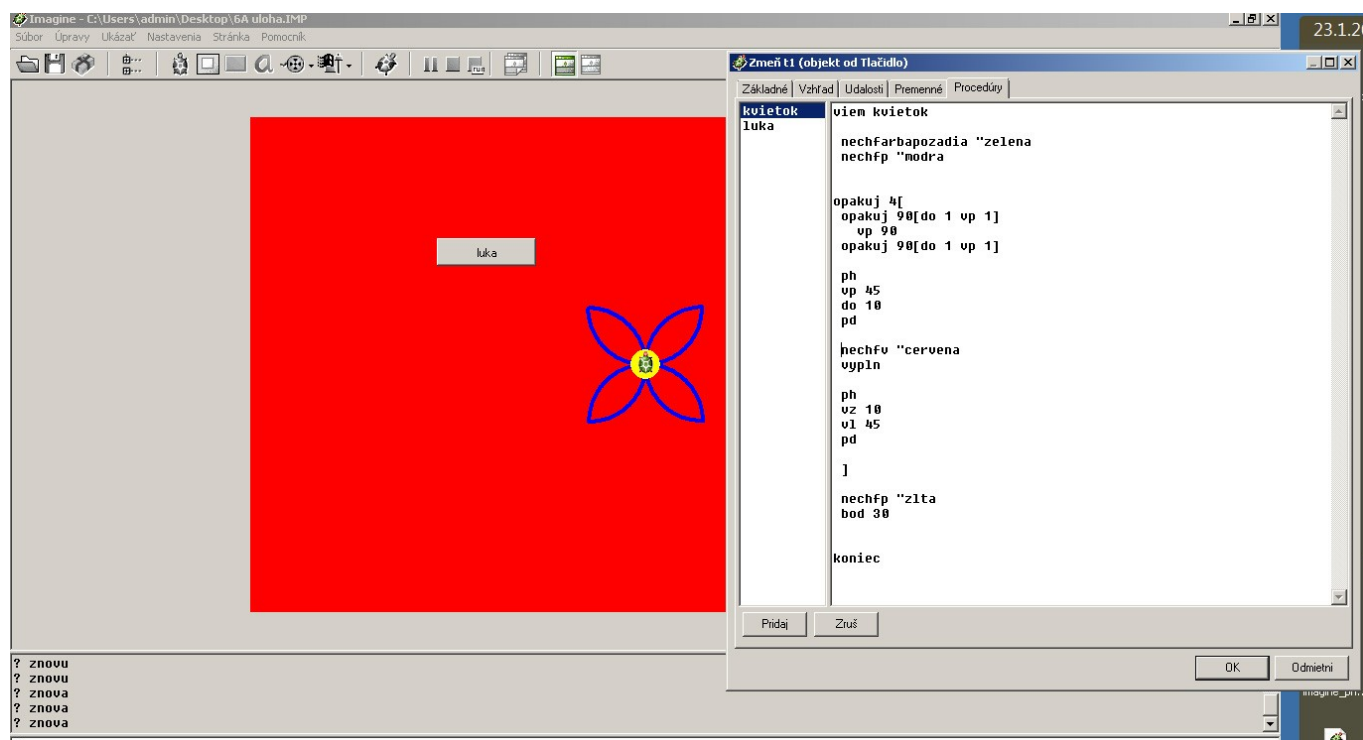 Imagine - C:\Users\admin\Desktop\6A uloha.IMP
23.1.2
Súbor Úpravy Ukázať Nastavenia Stránka Pomocník
Zmeň t1 (objekt od Tlačidlo)
Základné Vzhľad Udalosti Premenné Procedúry
kvietok
luka
viem kvietok
nechfarbapozadia "zelena
nechfp "modra
opakuj 4[
opakuj 90[do 1 vp 1]
vp 90
opakuj 90[do 1 vp 1]
ph
vp 45
do 10
pd
nechfv "cervena
vypln
ph
vz 10
vl 45
pd
]
nechfp "zlta
bod 30
koniec
luka
Pridaj Zruš
OK Odmietni
? znovu
? znovu
? znova
? znova
? znova